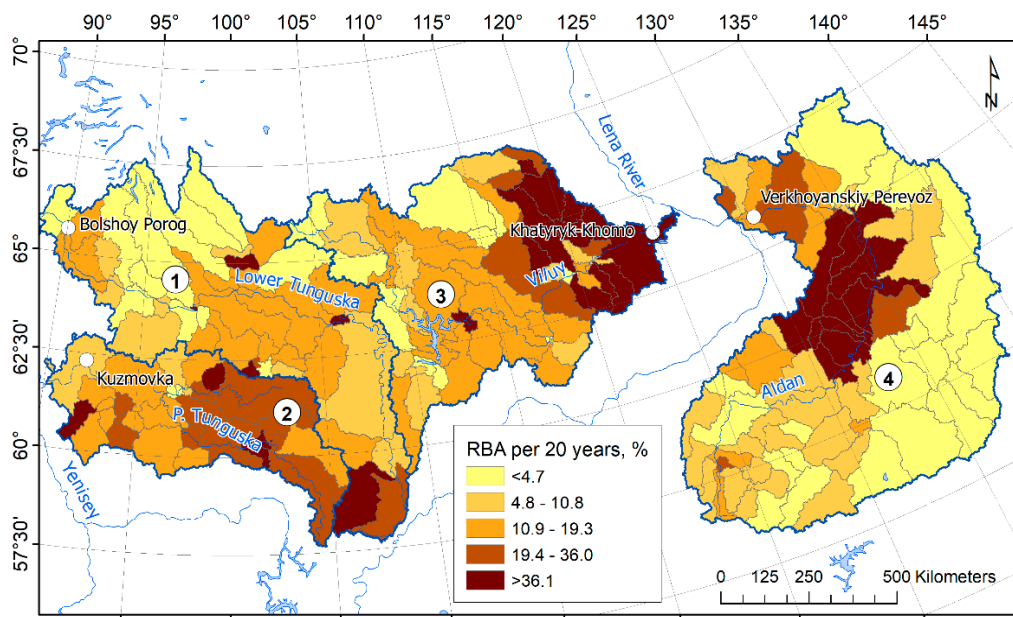 90° 95° 100° 105° 110° 115° 120° 125° 130° 135° 140° 145°
70°
67°30'
65°
62°30'
60°
57°30'
N
Lena River
Bolshoy Porog
Verkhoyanskiy Perevoz
Khatyryk-Khomo
Viluy
1
Lower Tunguska
3
Kuzmovka
2
P. Tunguska
Aldan
4
Yenisey
RBA per 20 years, %
<4.7
4.8 - 10.8
10.9 - 19.3
19.4 - 36.0
>36.1
0 125 250 500 Kilometers